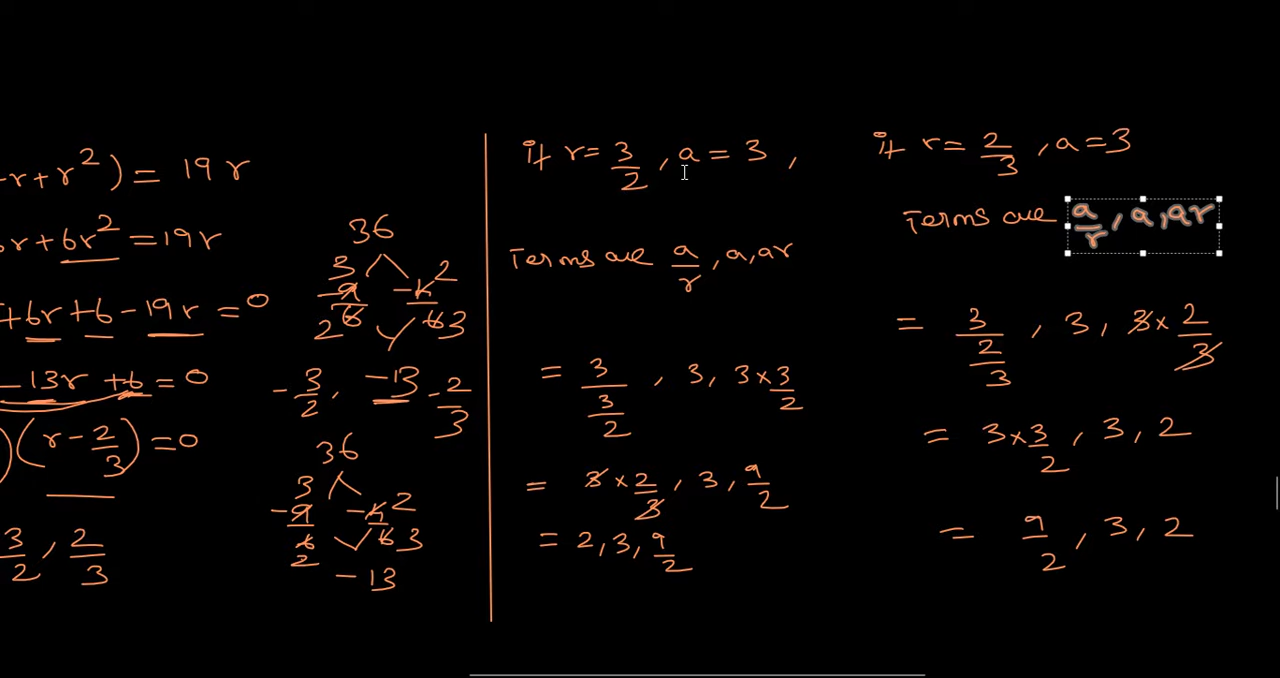 -r + r²) = 19r
6r + 6r² = 19r
+6r + 6 - 19r = 0
- 13r + 6 = 0
)(r - 2/3) = 0
3/2 , 2/3
36
3 2
-9 -4
2 6 6 3
-3/2 , -13 -2/3
36
3
-9 -4 2
6 6 3
2
-13
if r = 3/2 , a = 3 ,
Terms are a/r , a, ar
= 3/(3/2) , 3, 3×3/2
= 3×2/3 , 3, 9/2
= 2, 3, 9/2
if r = 2/3 , a = 3
Terms are a/r , a, ar
= 3/(2/3) , 3, 3×2/3
= 3×3/2 , 3, 2
= 9/2 , 3, 2